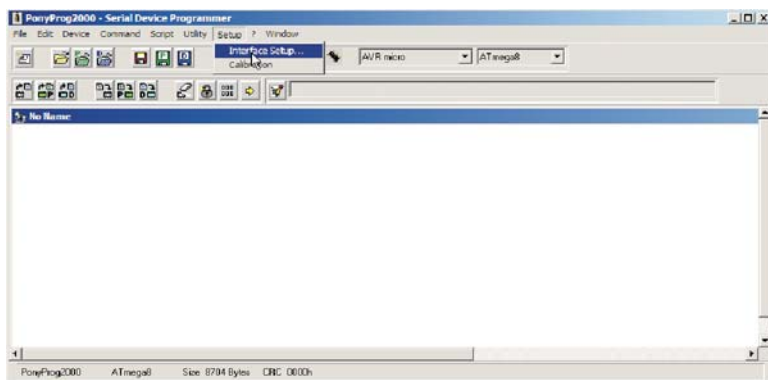 PonyProg2000 - Serial Device Programmer
File Edit Device Command Script Utility Setup ? Window
Interface Setup...
Calibration
AVR micro ATmega8
No Name
PonyProg2000 ATmega8 Size 8704 Bytes CRC 0000h